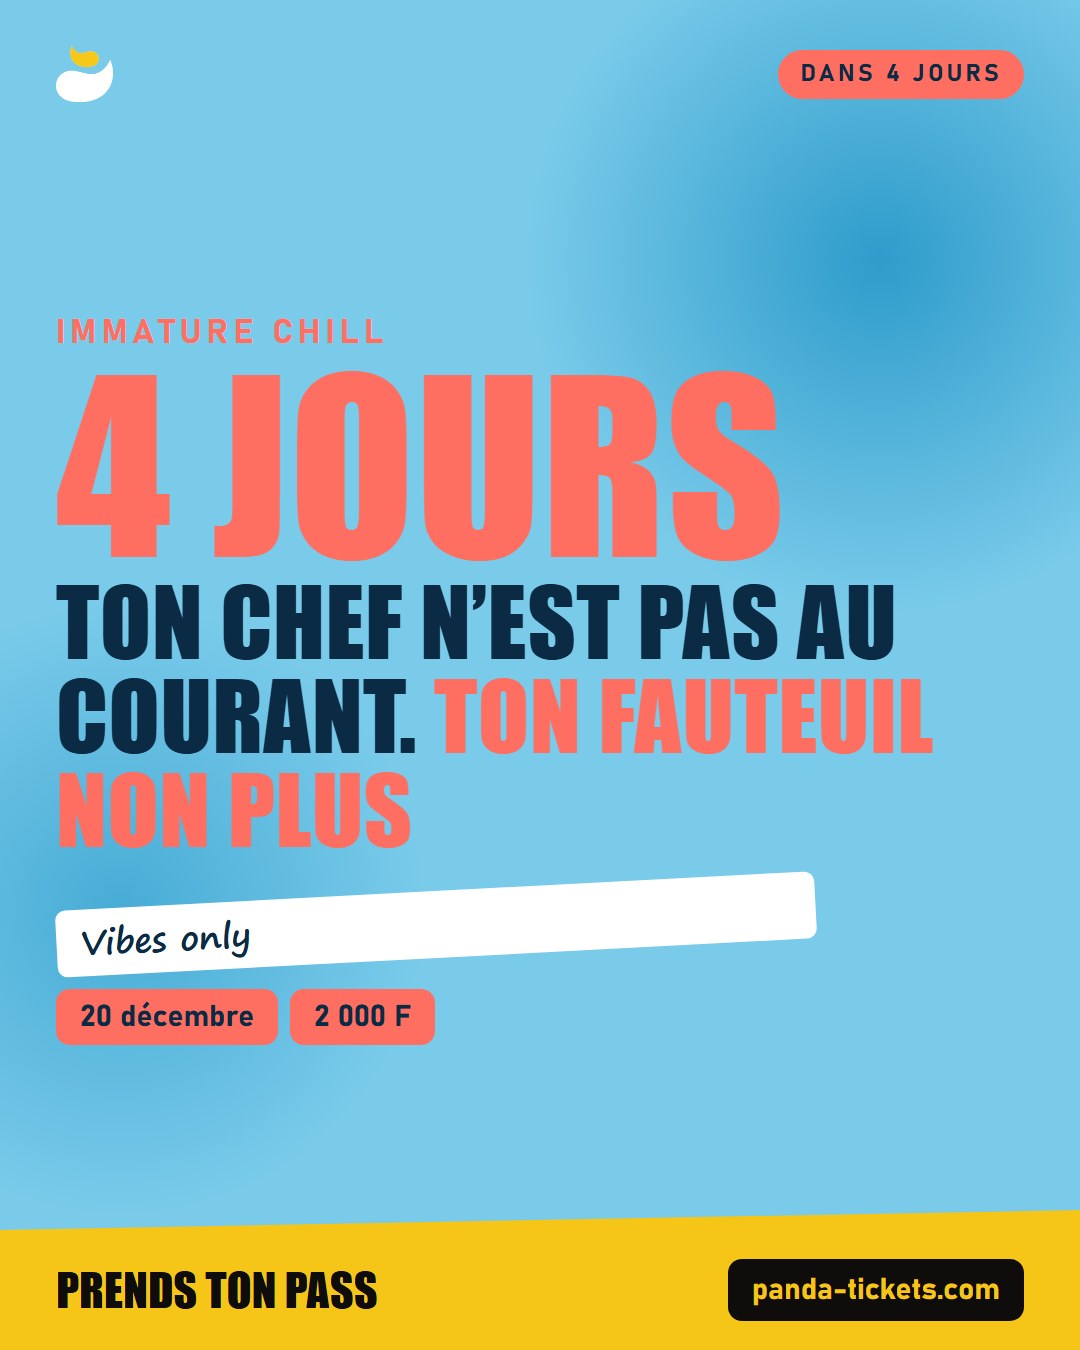 DANS 4 JOURS
IMMATURE CHILL
4 JOURS
TON CHEF N’EST PAS AU
COURANT. TON FAUTEUIL
NON PLUS
Vibes only
20 décembre
2 000 F
PRENDS TON PASS
panda-tickets.com